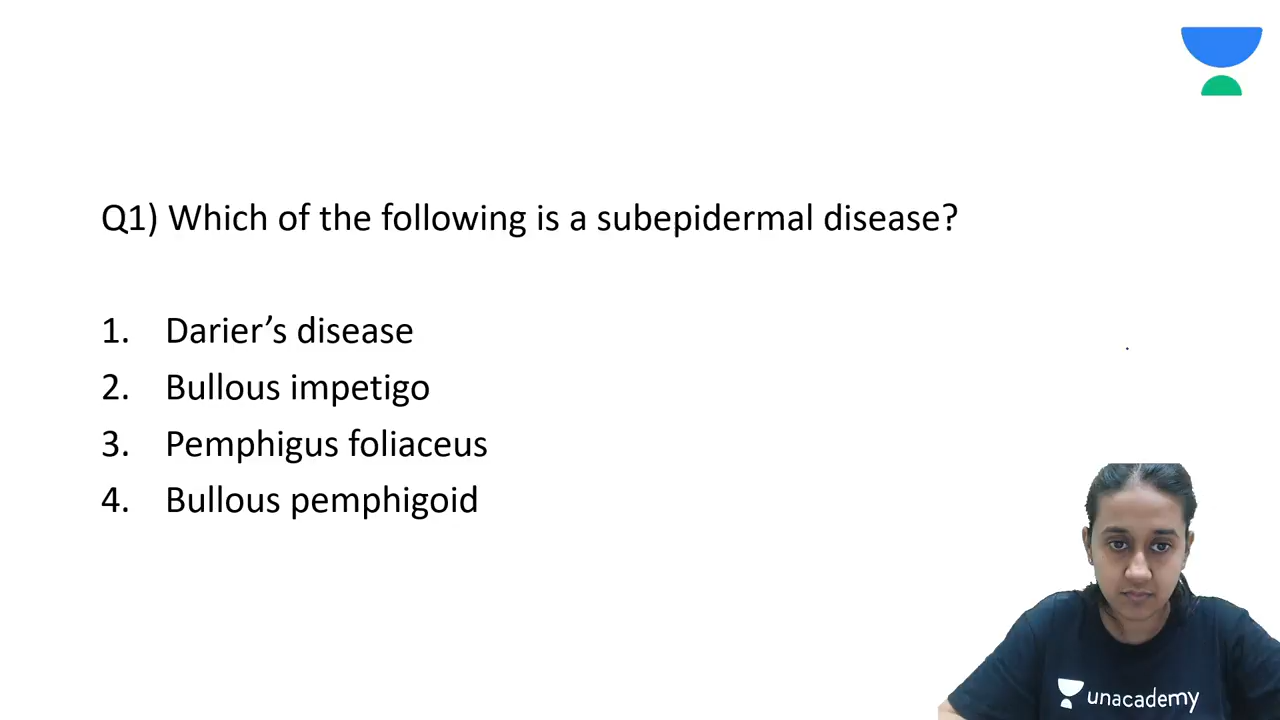 Q1) Which of the following is a subepidermal disease?
1. Darier’s disease
2. Bullous impetigo
3. Pemphigus foliaceus
4. Bullous pemphigoid
unacademy